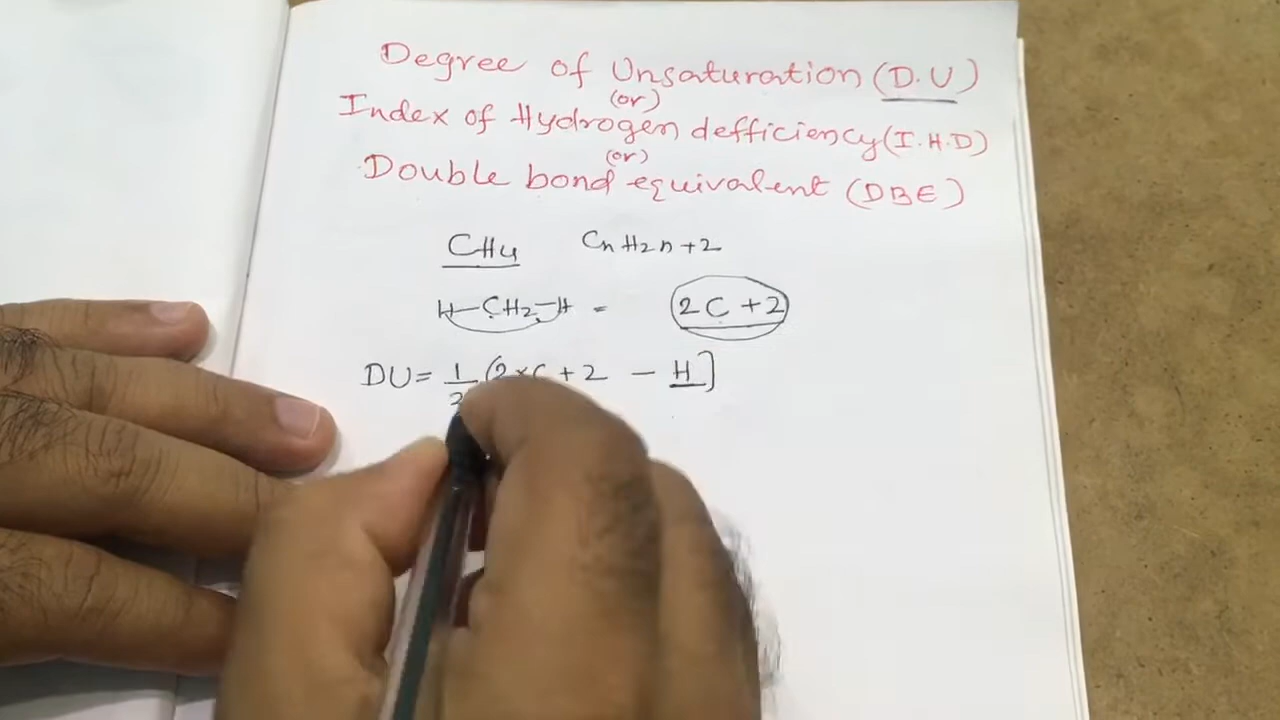 Degree of Unsaturation (D.U)
(or)
Index of Hydrogen defficiency (I.H.D)
(or)
Double bond equivalent (DBE)
CH4 CnH2n+2
H-CH2-H = 2C+2
DU = 1/2 (2×C+2 - H]